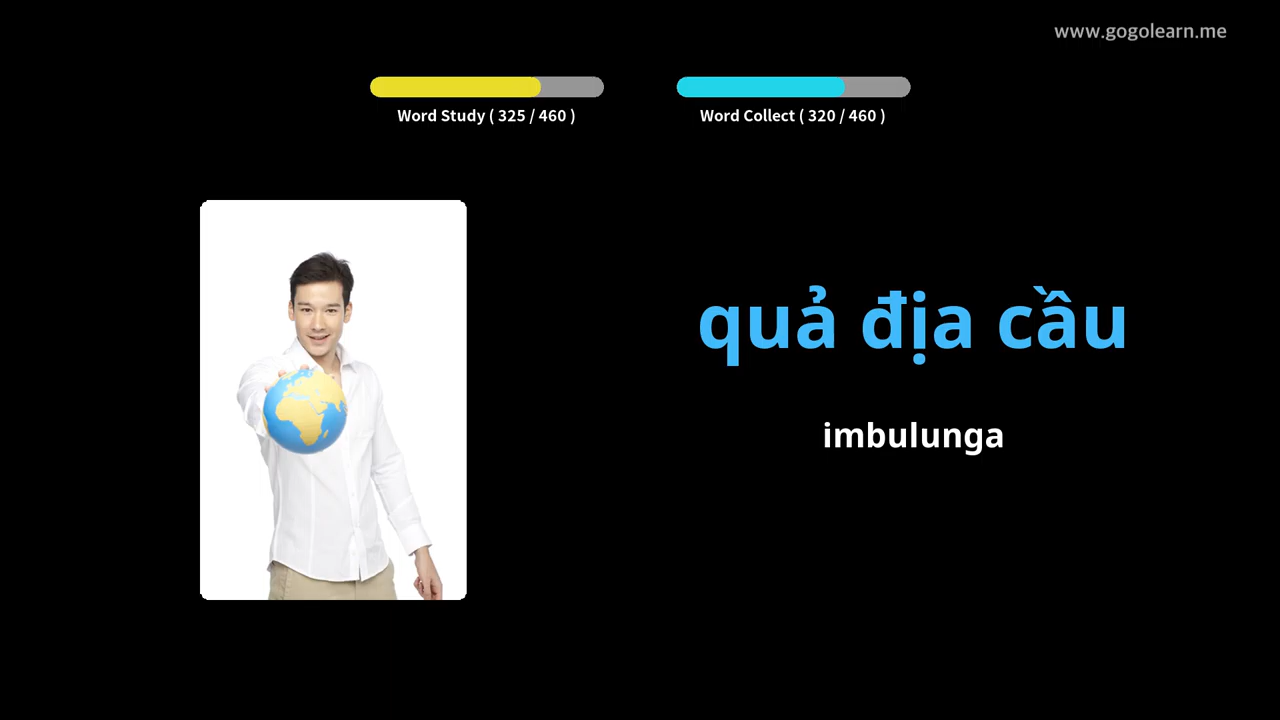 www.gogolearn.me
Word Study ( 325 / 460 )
Word Collect ( 320 / 460 )
quả địa cầu
imbulunga